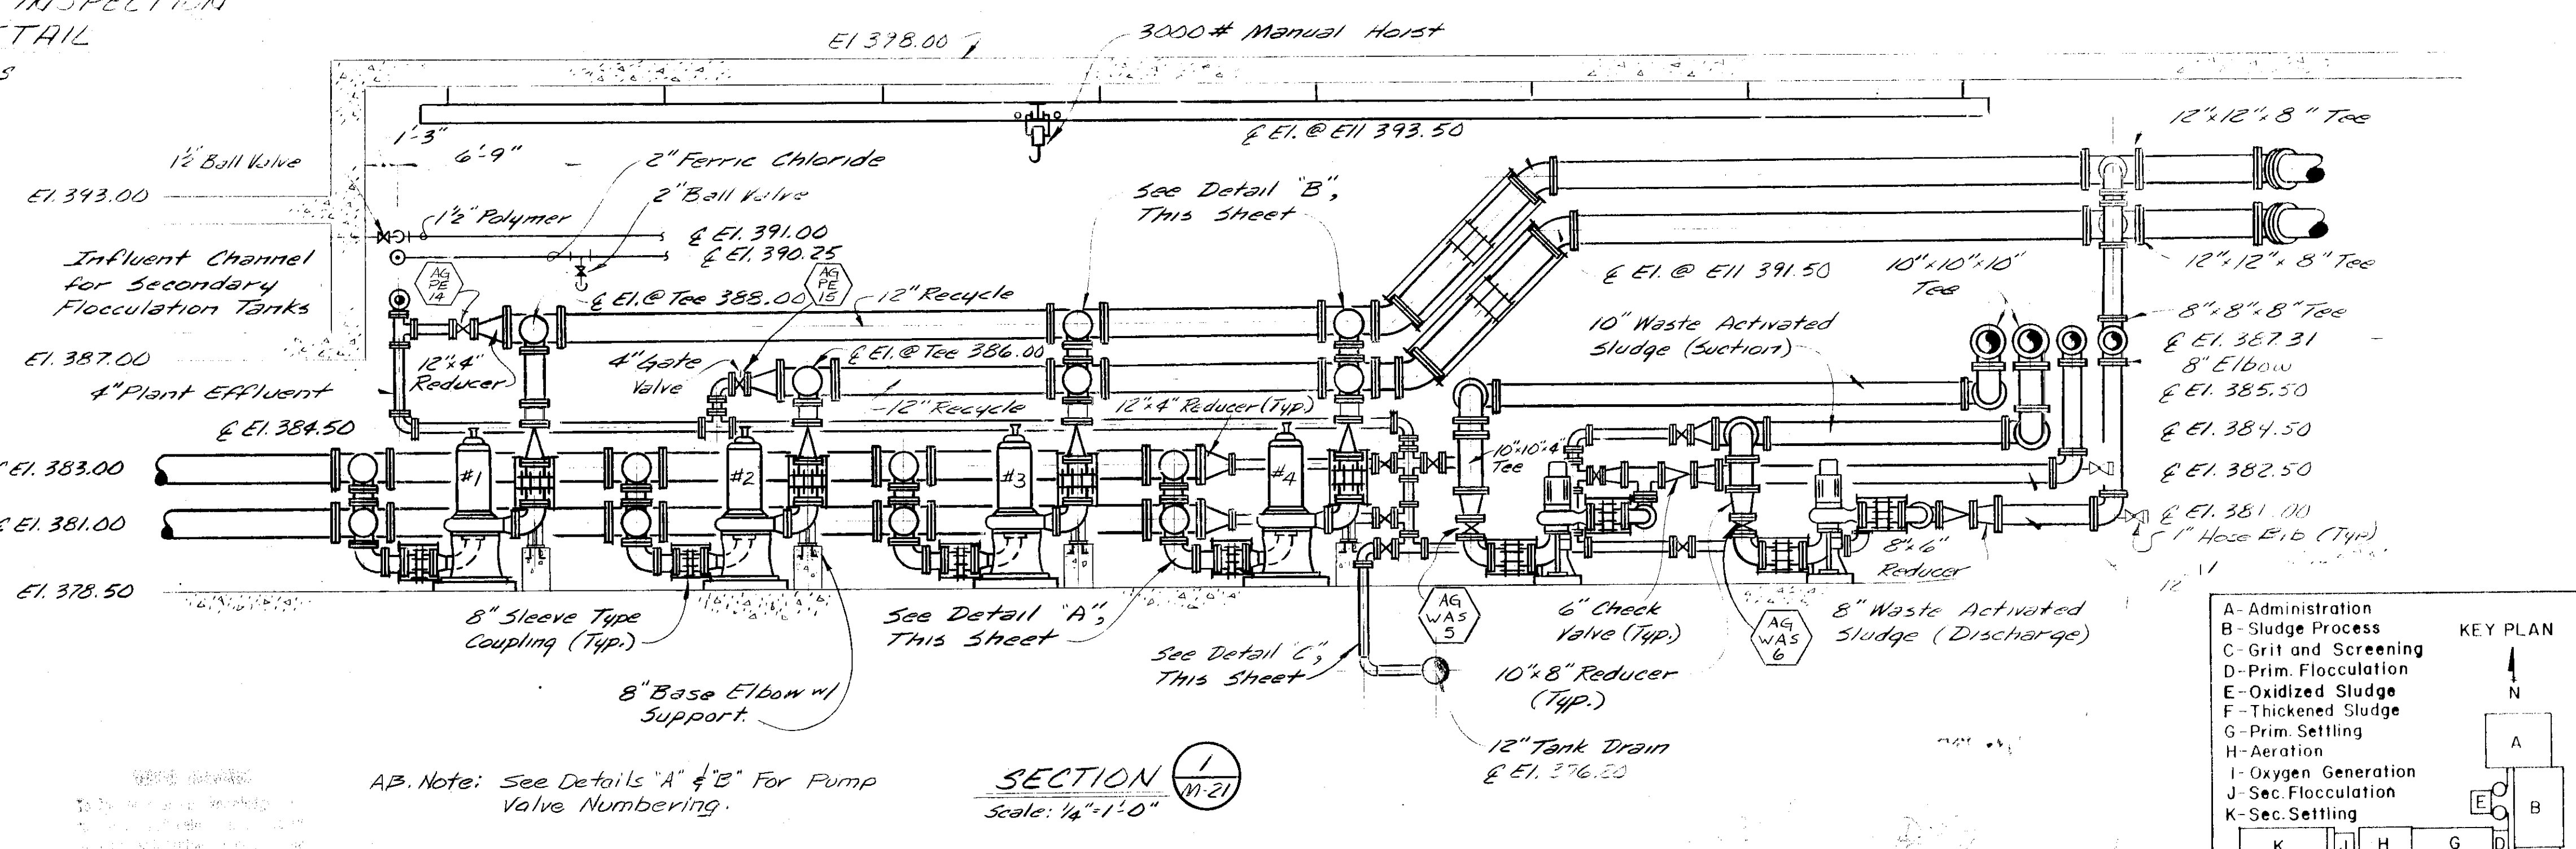 INSPECTION
TAIL
S
El 398.00
3000# Manual Hoist
1'-3"
6'-9"
1½" Ball Valve
2" Ferric Chloride
2" Ball Valve
℄ El. @ Ell 393.50
12"x12"x8" Tee
El. 393.00
1½" Polymer
℄ El. 391.00
℄ El. 390.25
See Detail "B",
This Sheet
Influent Channel
for Secondary
Flocculation Tanks
AG
PE
14
℄ El. @ Tee 388.00
AG
PE
15
12" Recycle
℄ El. @ Ell 391.50
10"x10"x10"
Tee
12"x12"x8" Tee
El. 387.00
12"x4"
Reducer
4" Gate
Valve
℄ El. @ Tee 386.00
10" Waste Activated
Sludge (Suction)
8"x8"x8" Tee
℄ El. 387.31
8" Elbow
4" Plant Effluent
12" Recycle
12"x4" Reducer (Typ.)
℄ El. 385.50
℄ El. 384.50
℄ El. 384.50
℄ El. 383.00
#1
#2
#3
#4
10"x10"x4"
Tee
℄ El. 382.50
℄ El. 381.00
℄ El. 381.00
1" Hose Bib (Typ)
8"x6"
Reducer
12"
El. 378.50
8" Sleeve Type
Coupling (Typ.)
See Detail "A",
This Sheet
AG
WAS
5
6" Check
Valve (Typ.)
AG
WAS
6
8" Waste Activated
Sludge (Discharge)
See Detail "C",
This Sheet
10"x8" Reducer
(Typ.)
8" Base Elbow w/
Support.
12" Tank Drain
℄ El. 376.20
AB. Note: See Details "A" & "B" For Pump
Valve Numbering.
SECTION
1
M-21
Scale: 1/4"=1'-0"
A- Administration
B- Sludge Process
C- Grit and Screening
D- Prim. Flocculation
E- Oxidized Sludge
F- Thickened Sludge
G- Prim. Settling
H- Aeration
I- Oxygen Generation
J- Sec. Flocculation
K- Sec. Settling
KEY PLAN
N
A
E
B
K
J
H
G
D